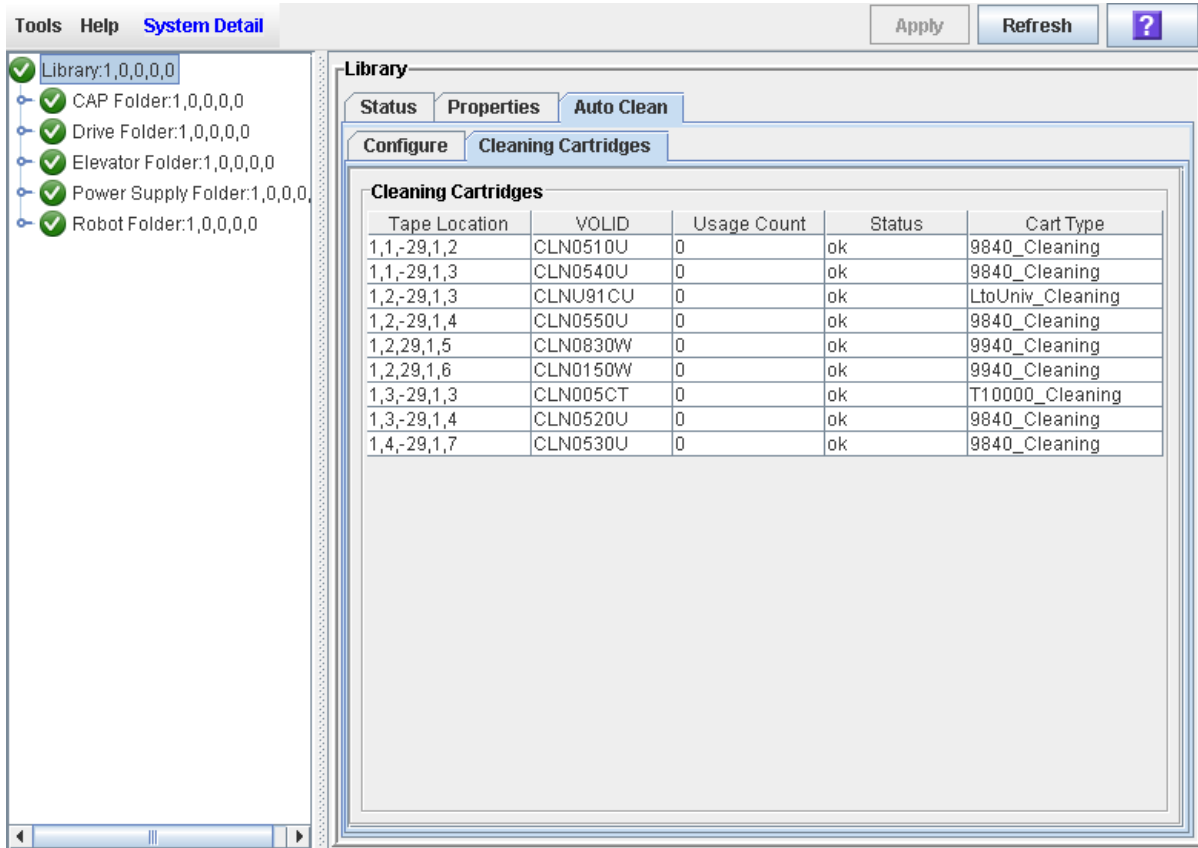 Tools Help System Detail Apply Refresh ?
Library:1,0,0,0,0
CAP Folder:1,0,0,0,0
Drive Folder:1,0,0,0,0
Elevator Folder:1,0,0,0,0
Power Supply Folder:1,0,0,0,
Robot Folder:1,0,0,0,0
Library
Status Properties Auto Clean
Configure Cleaning Cartridges
Cleaning Cartridges
Tape Location VOLID Usage Count Status Cart Type
1,1,-29,1,2 CLN0510U 0 ok 9840_Cleaning
1,1,-29,1,3 CLN0540U 0 ok 9840_Cleaning
1,2,-29,1,3 CLNU91CU 0 ok LtoUniv_Cleaning
1,2,-29,1,4 CLN0550U 0 ok 9840_Cleaning
1,2,29,1,5 CLN0830W 0 ok 9940_Cleaning
1,2,29,1,6 CLN0150W 0 ok 9940_Cleaning
1,3,-29,1,3 CLN005CT 0 ok T10000_Cleaning
1,3,-29,1,4 CLN0520U 0 ok 9840_Cleaning
1,4,-29,1,7 CLN0530U 0 ok 9840_Cleaning